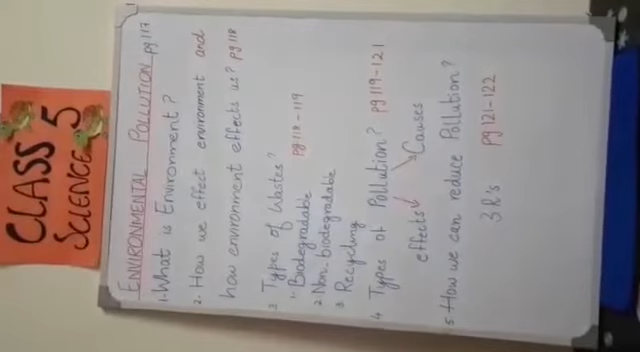 CLASS 5
SCIENCE
ENVIRONMENTAL POLLUTION pg 117
1. What is Environment?
2. How we effect environment and
how environment effects us? pg 118
3 Types of Wastes?
1. Biodegradable pg 118-119
2 Non-biodegradable
3 Recycling
4 Types of Pollution? pg 119-121
effects Causes
5. How we can reduce Pollution?
3 R's pg 121-122